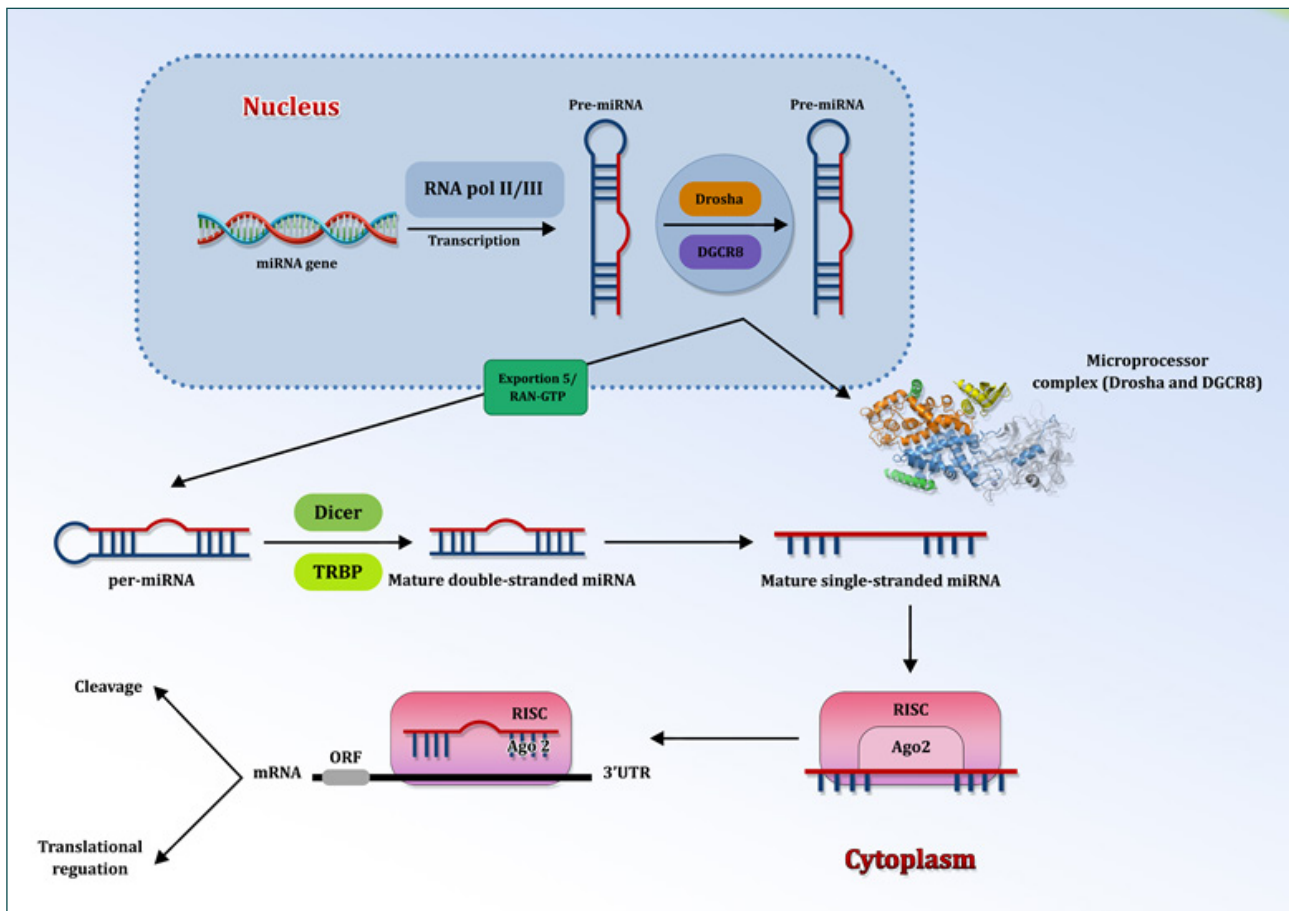 Nucleus
Pre-miRNA
Pre-miRNA
RNA pol II/III
Drosha
Transcription
DGCR8
miRNA gene
Exportion 5/
RAN-GTP
Microprocessor
complex (Drosha and DGCR8)
Dicer
TRBP
per-miRNA
Mature double-stranded miRNA
Mature single-stranded miRNA
Cleavage
RISC
Ago 2
ORF
mRNA
3'UTR
RISC
Ago2
Translational
reguation
Cytoplasm